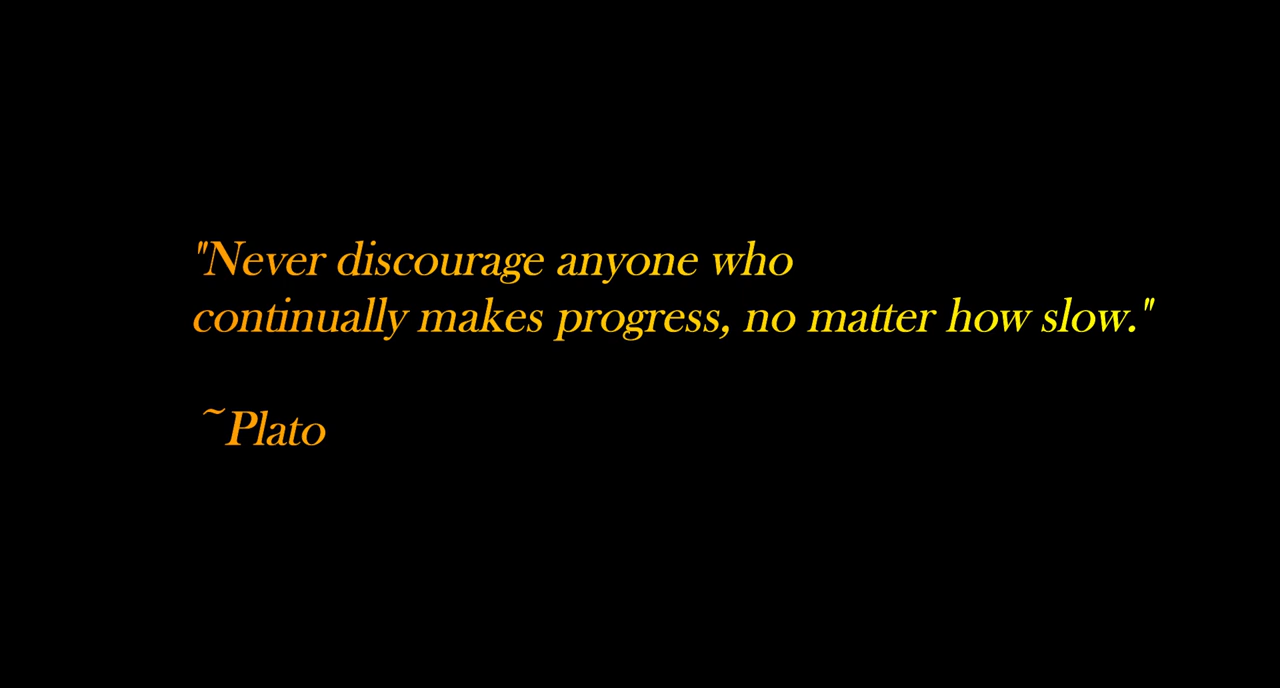 "Never discourage anyone who
continually makes progress, no matter how slow."
~Plato